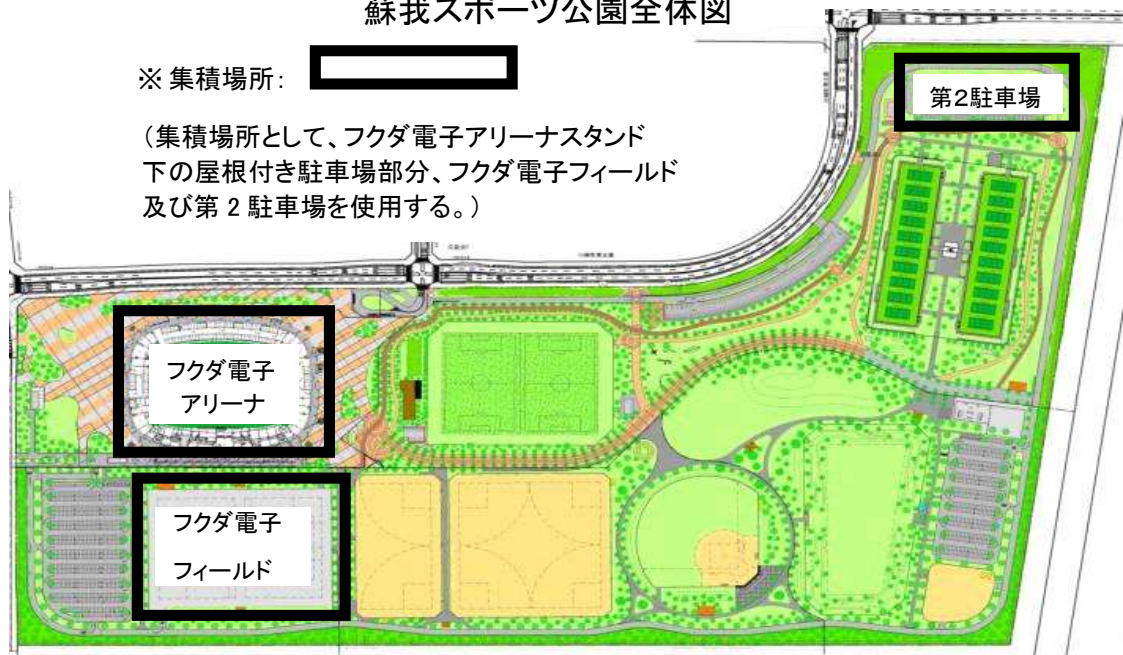 蘇我スポーツ公園全体図
※集積場所:
（集積場所として、フクダ電子アリーナスタンド
下の屋根付き駐車場部分、フクダ電子フィールド
及び第２駐車場を使用する。）
第２駐車場
フクダ電子
アリーナ
フクダ電子
フィールド